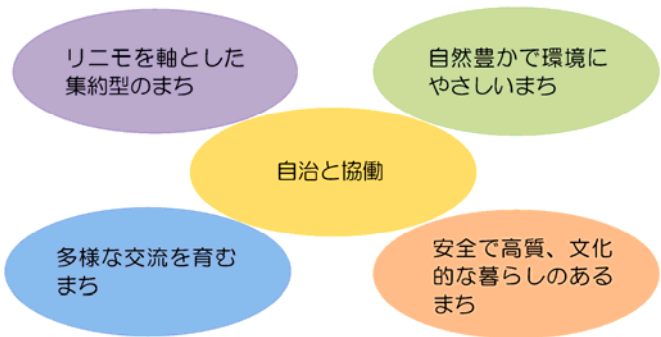 リニモを軸とした
集約型のまち
自然豊かで環境に
やさしいまち
自治と協働
多様な交流を育む
まち
安全で高質、文化
的な暮らしのある
まち